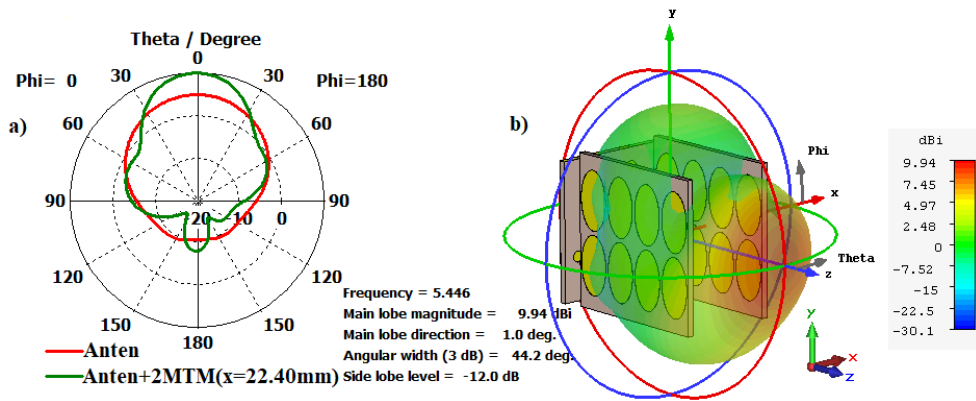 Theta / Degree
Phi= 0 30 0 30 Phi=180
a)
60 60
90 -20 -10 0 90
120 120
150 150
180
Anten
Anten+2MTM(x=22.40mm)
Frequency = 5.446
Main lobe magnitude = 9.94 dBi
Main lobe direction = 1.0 deg.
Angular width (3 dB) = 44.2 deg.
Side lobe level = -12.0 dB
b)
y
Phi
x
Theta
z
y
x
z
dBi
9.94
7.45
4.97
2.48
0
-7.52
-15
-22.5
-30.1